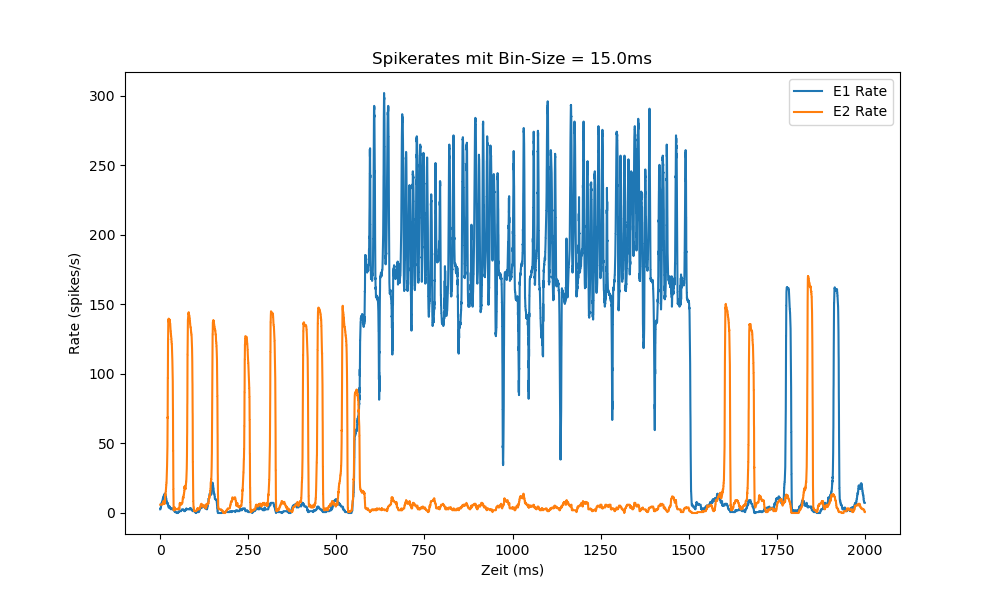 Spikerates mit Bin-Size = 15.0ms
E1 Rate
E2 Rate
300
250
200
150
100
50
0
Rate (spikes/s)
0 250 500 750 1000 1250 1500 1750 2000
Zeit (ms)